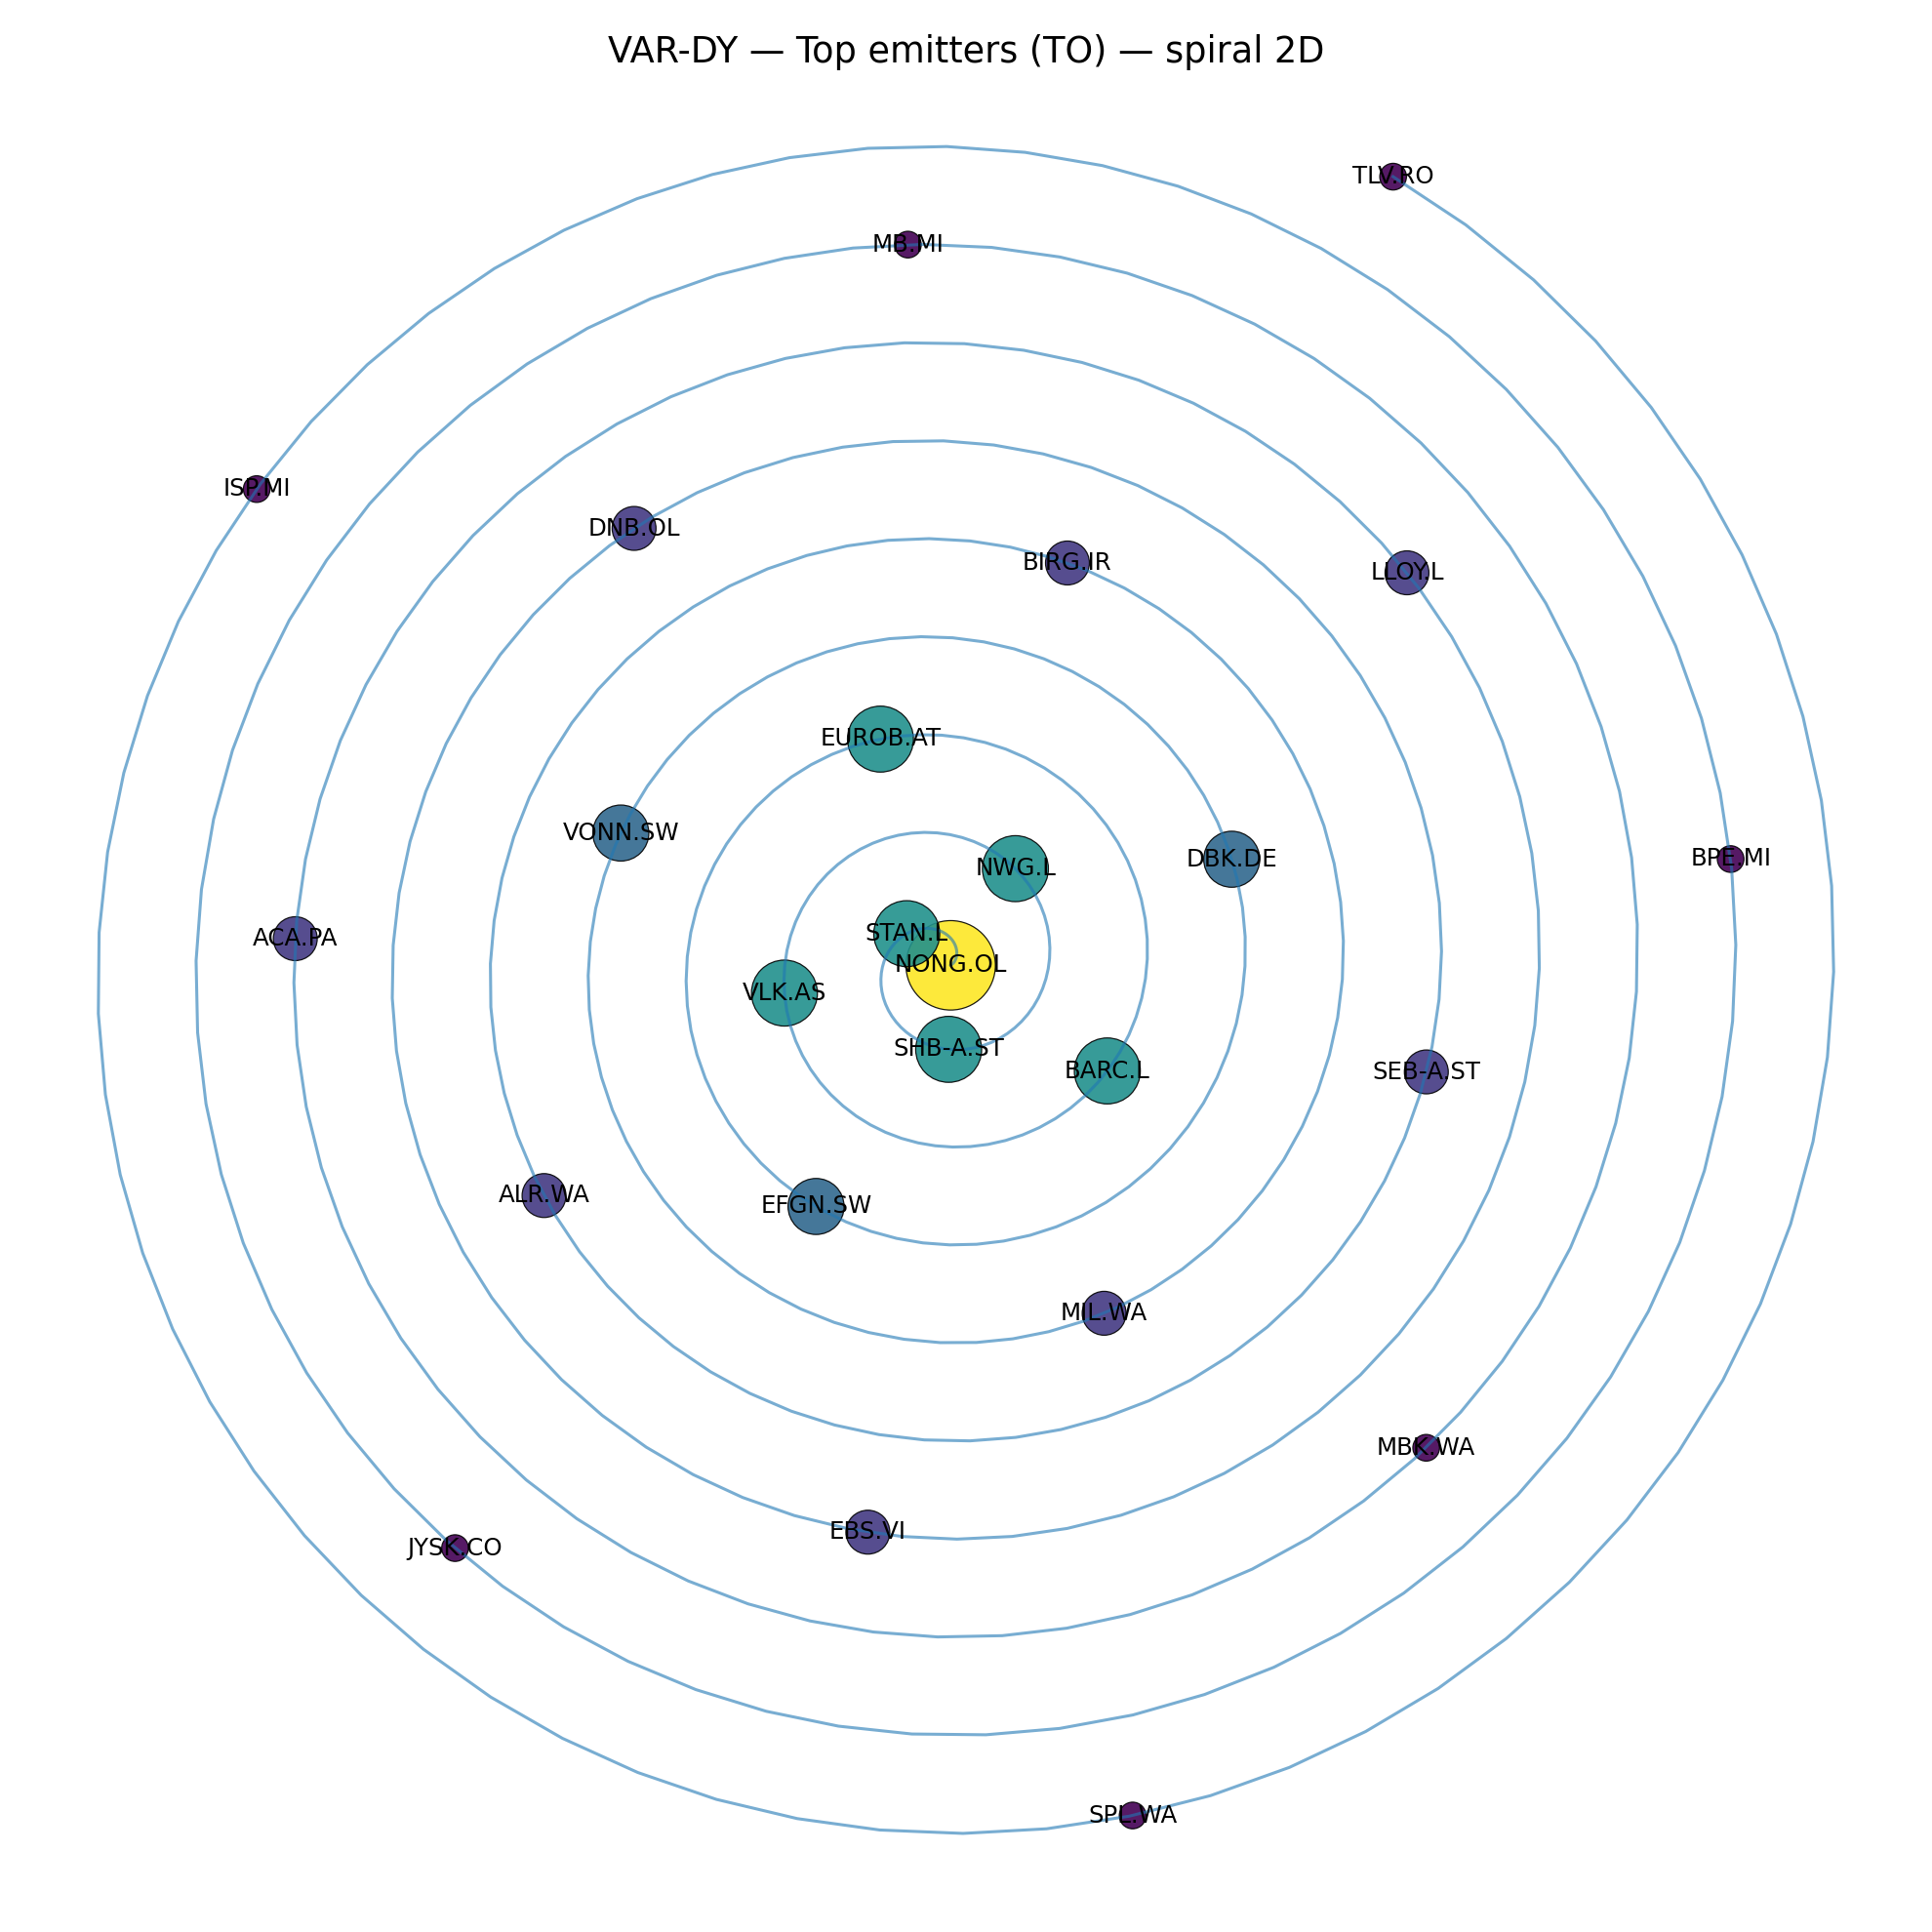 VAR-DY — Top emitters (TO) — spiral 2D
TLV.RO
MB.MI
ISP.MI
DNB.OL
BIRG.IR
LLOY.L
EUROB.AT
VONN.SW
NWG.L
DBK.DE
BPE.MI
STAN.L
ACA.PA
NONG.OL
VLK.AS
SHB-A.ST
BARC.L
SEB-A.ST
ALR.WA
EFGN.SW
MIL.WA
MBK.WA
EBS.VI
JYSK.CO
SPL.WA